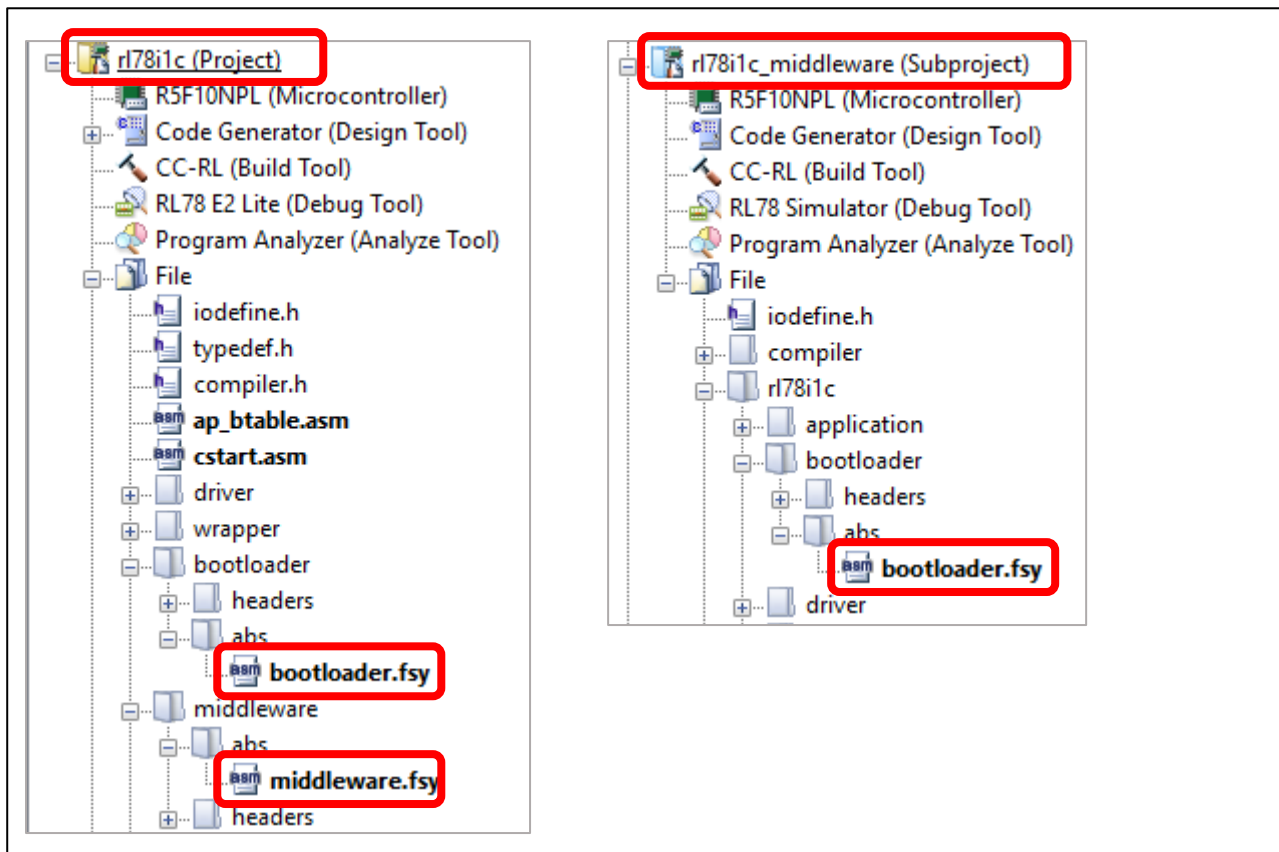 rl78i1c (Project)
R5F10NPL (Microcontroller)
Code Generator (Design Tool)
CC-RL (Build Tool)
RL78 E2 Lite (Debug Tool)
Program Analyzer (Analyze Tool)
File
iodefine.h
typedef.h
compiler.h
ap_btable.asm
cstart.asm
driver
wrapper
bootloader
headers
abs
bootloader.fsy
middleware
abs
middleware.fsy
headers
rl78i1c_middleware (Subproject)
R5F10NPL (Microcontroller)
Code Generator (Design Tool)
CC-RL (Build Tool)
RL78 Simulator (Debug Tool)
Program Analyzer (Analyze Tool)
File
iodefine.h
compiler
rl78i1c
application
bootloader
headers
abs
bootloader.fsy
driver